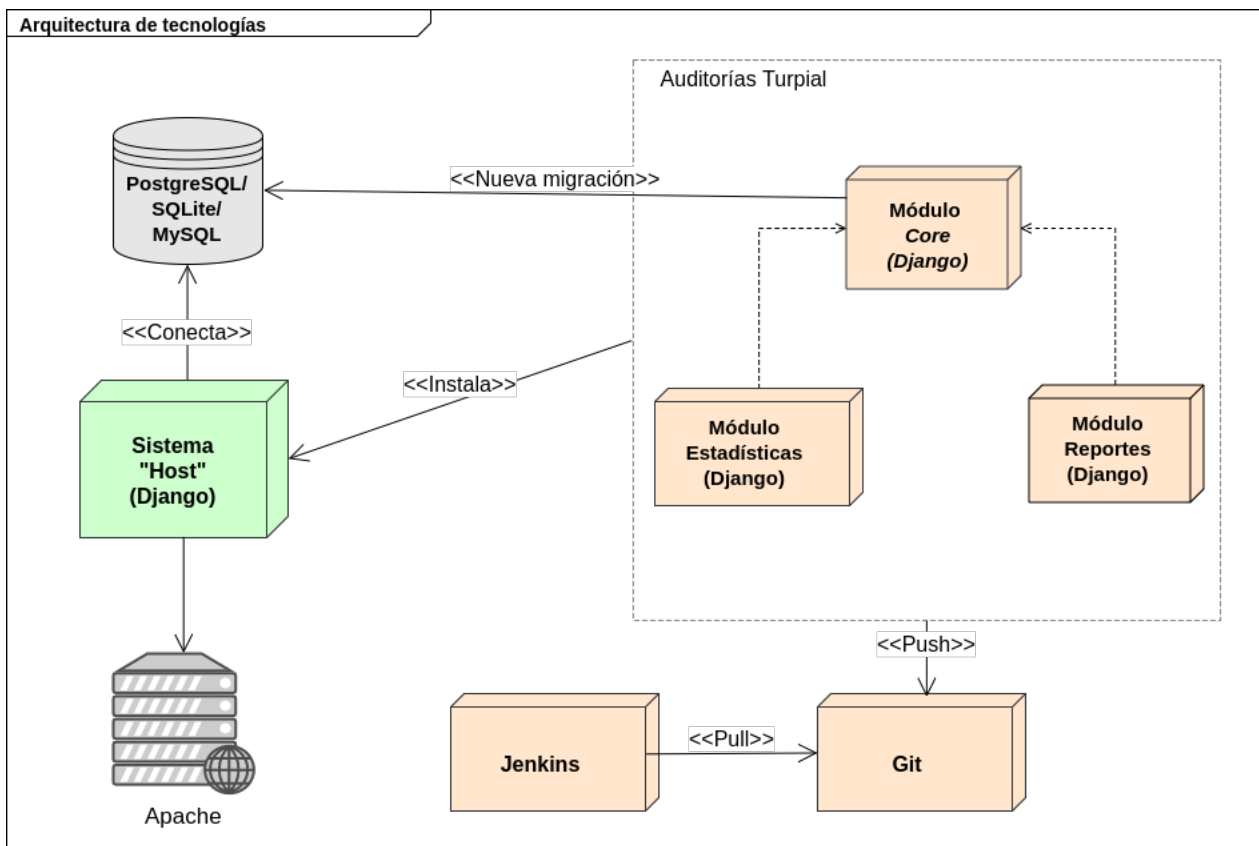 Arquitectura de tecnologías
Auditorías Turpial
PostgreSQL/
SQLite/
MySQL
<<Nueva migración>>
Módulo
Core
(Django)
<<Conecta>>
<<Instala>>
Sistema
"Host"
(Django)
Módulo
Estadísticas
(Django)
Módulo
Reportes
(Django)
<<Push>>
Jenkins
<<Pull>>
Git
Apache